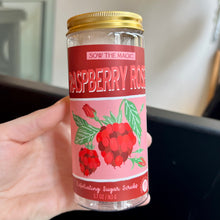 SOW THE MAGIC
RASPBERRY ROSE
Exfoliating Sugar Scrub